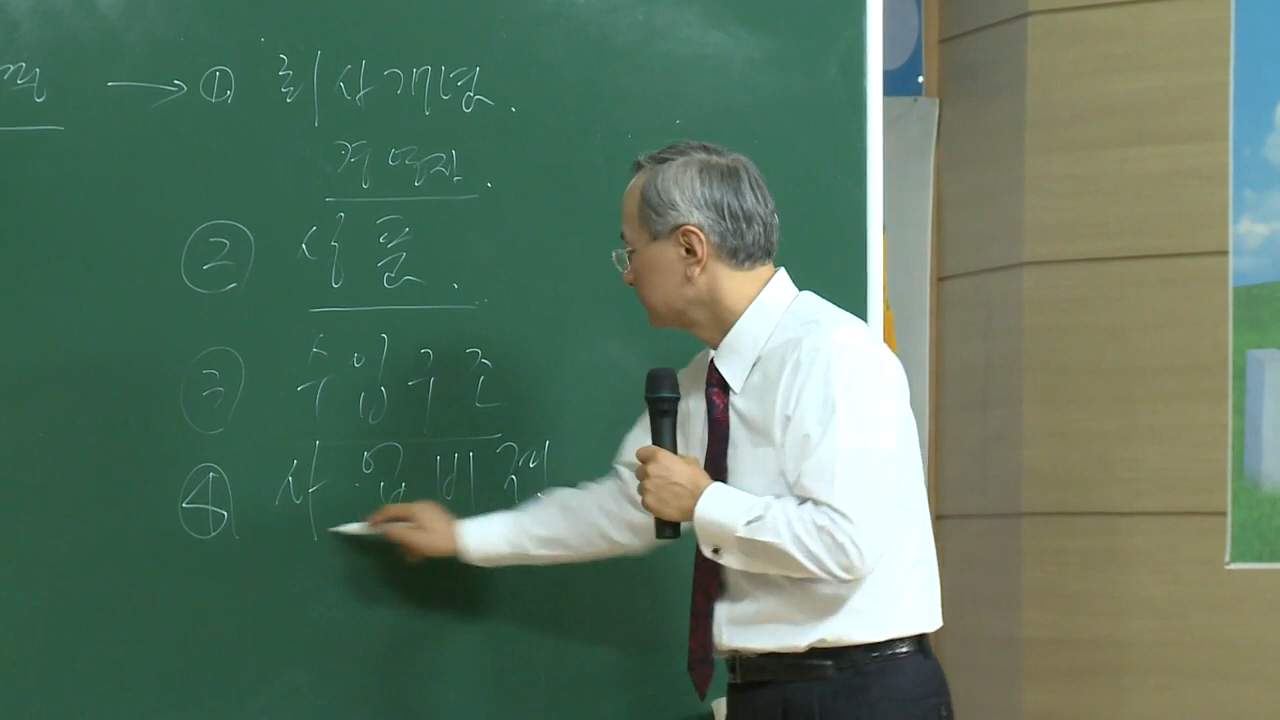 → ① 회사개념.
경영자.
② 상품.
③ 수입구조
④ 사업비전